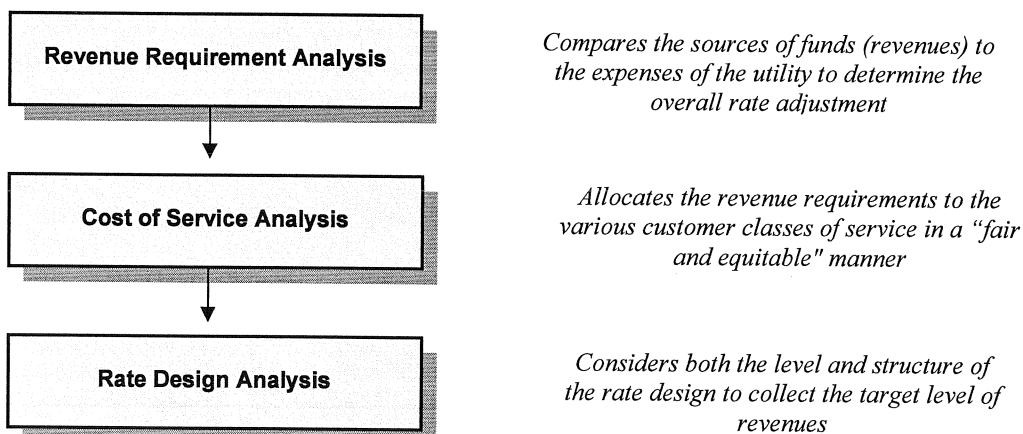 Revenue Requirement Analysis
Compares the sources of funds (revenues) to
the expenses of the utility to determine the
overall rate adjustment
Cost of Service Analysis
Allocates the revenue requirements to the
various customer classes of service in a “fair
and equitable" manner
Rate Design Analysis
Considers both the level and structure of
the rate design to collect the target level of
revenues